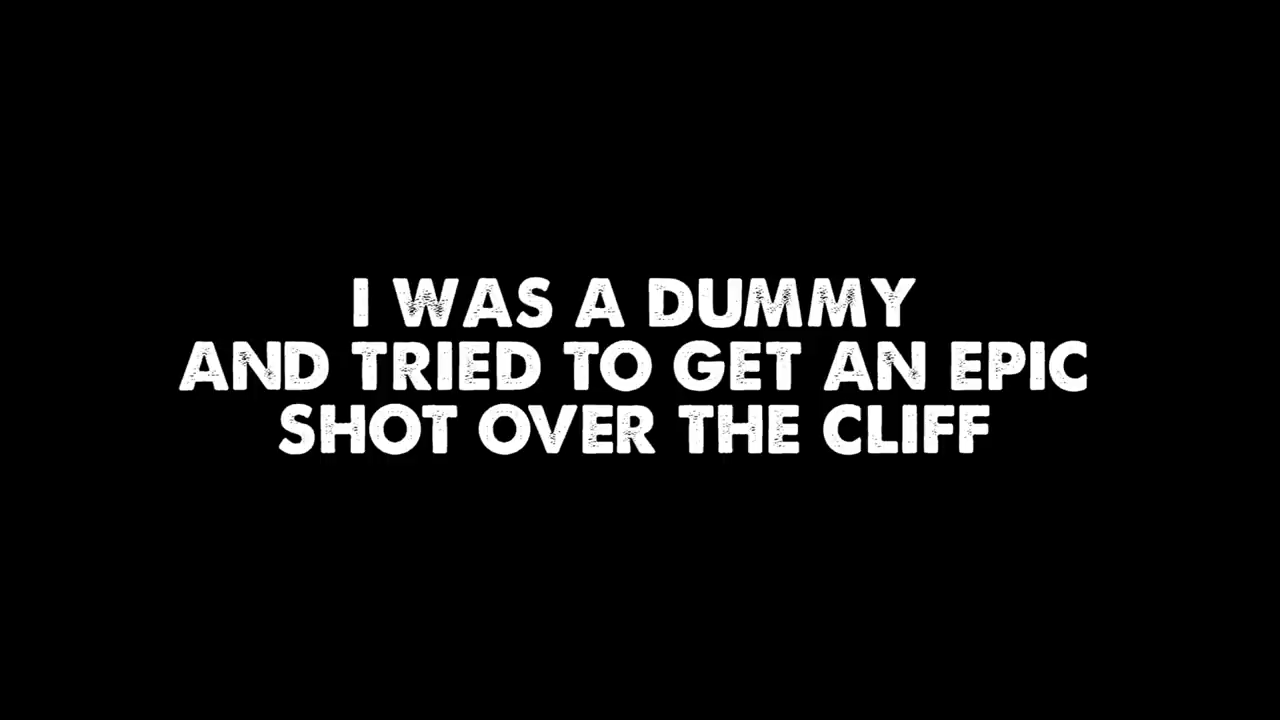 I WAS A DUMMY
AND TRIED TO GET AN EPIC
SHOT OVER THE CLIFF